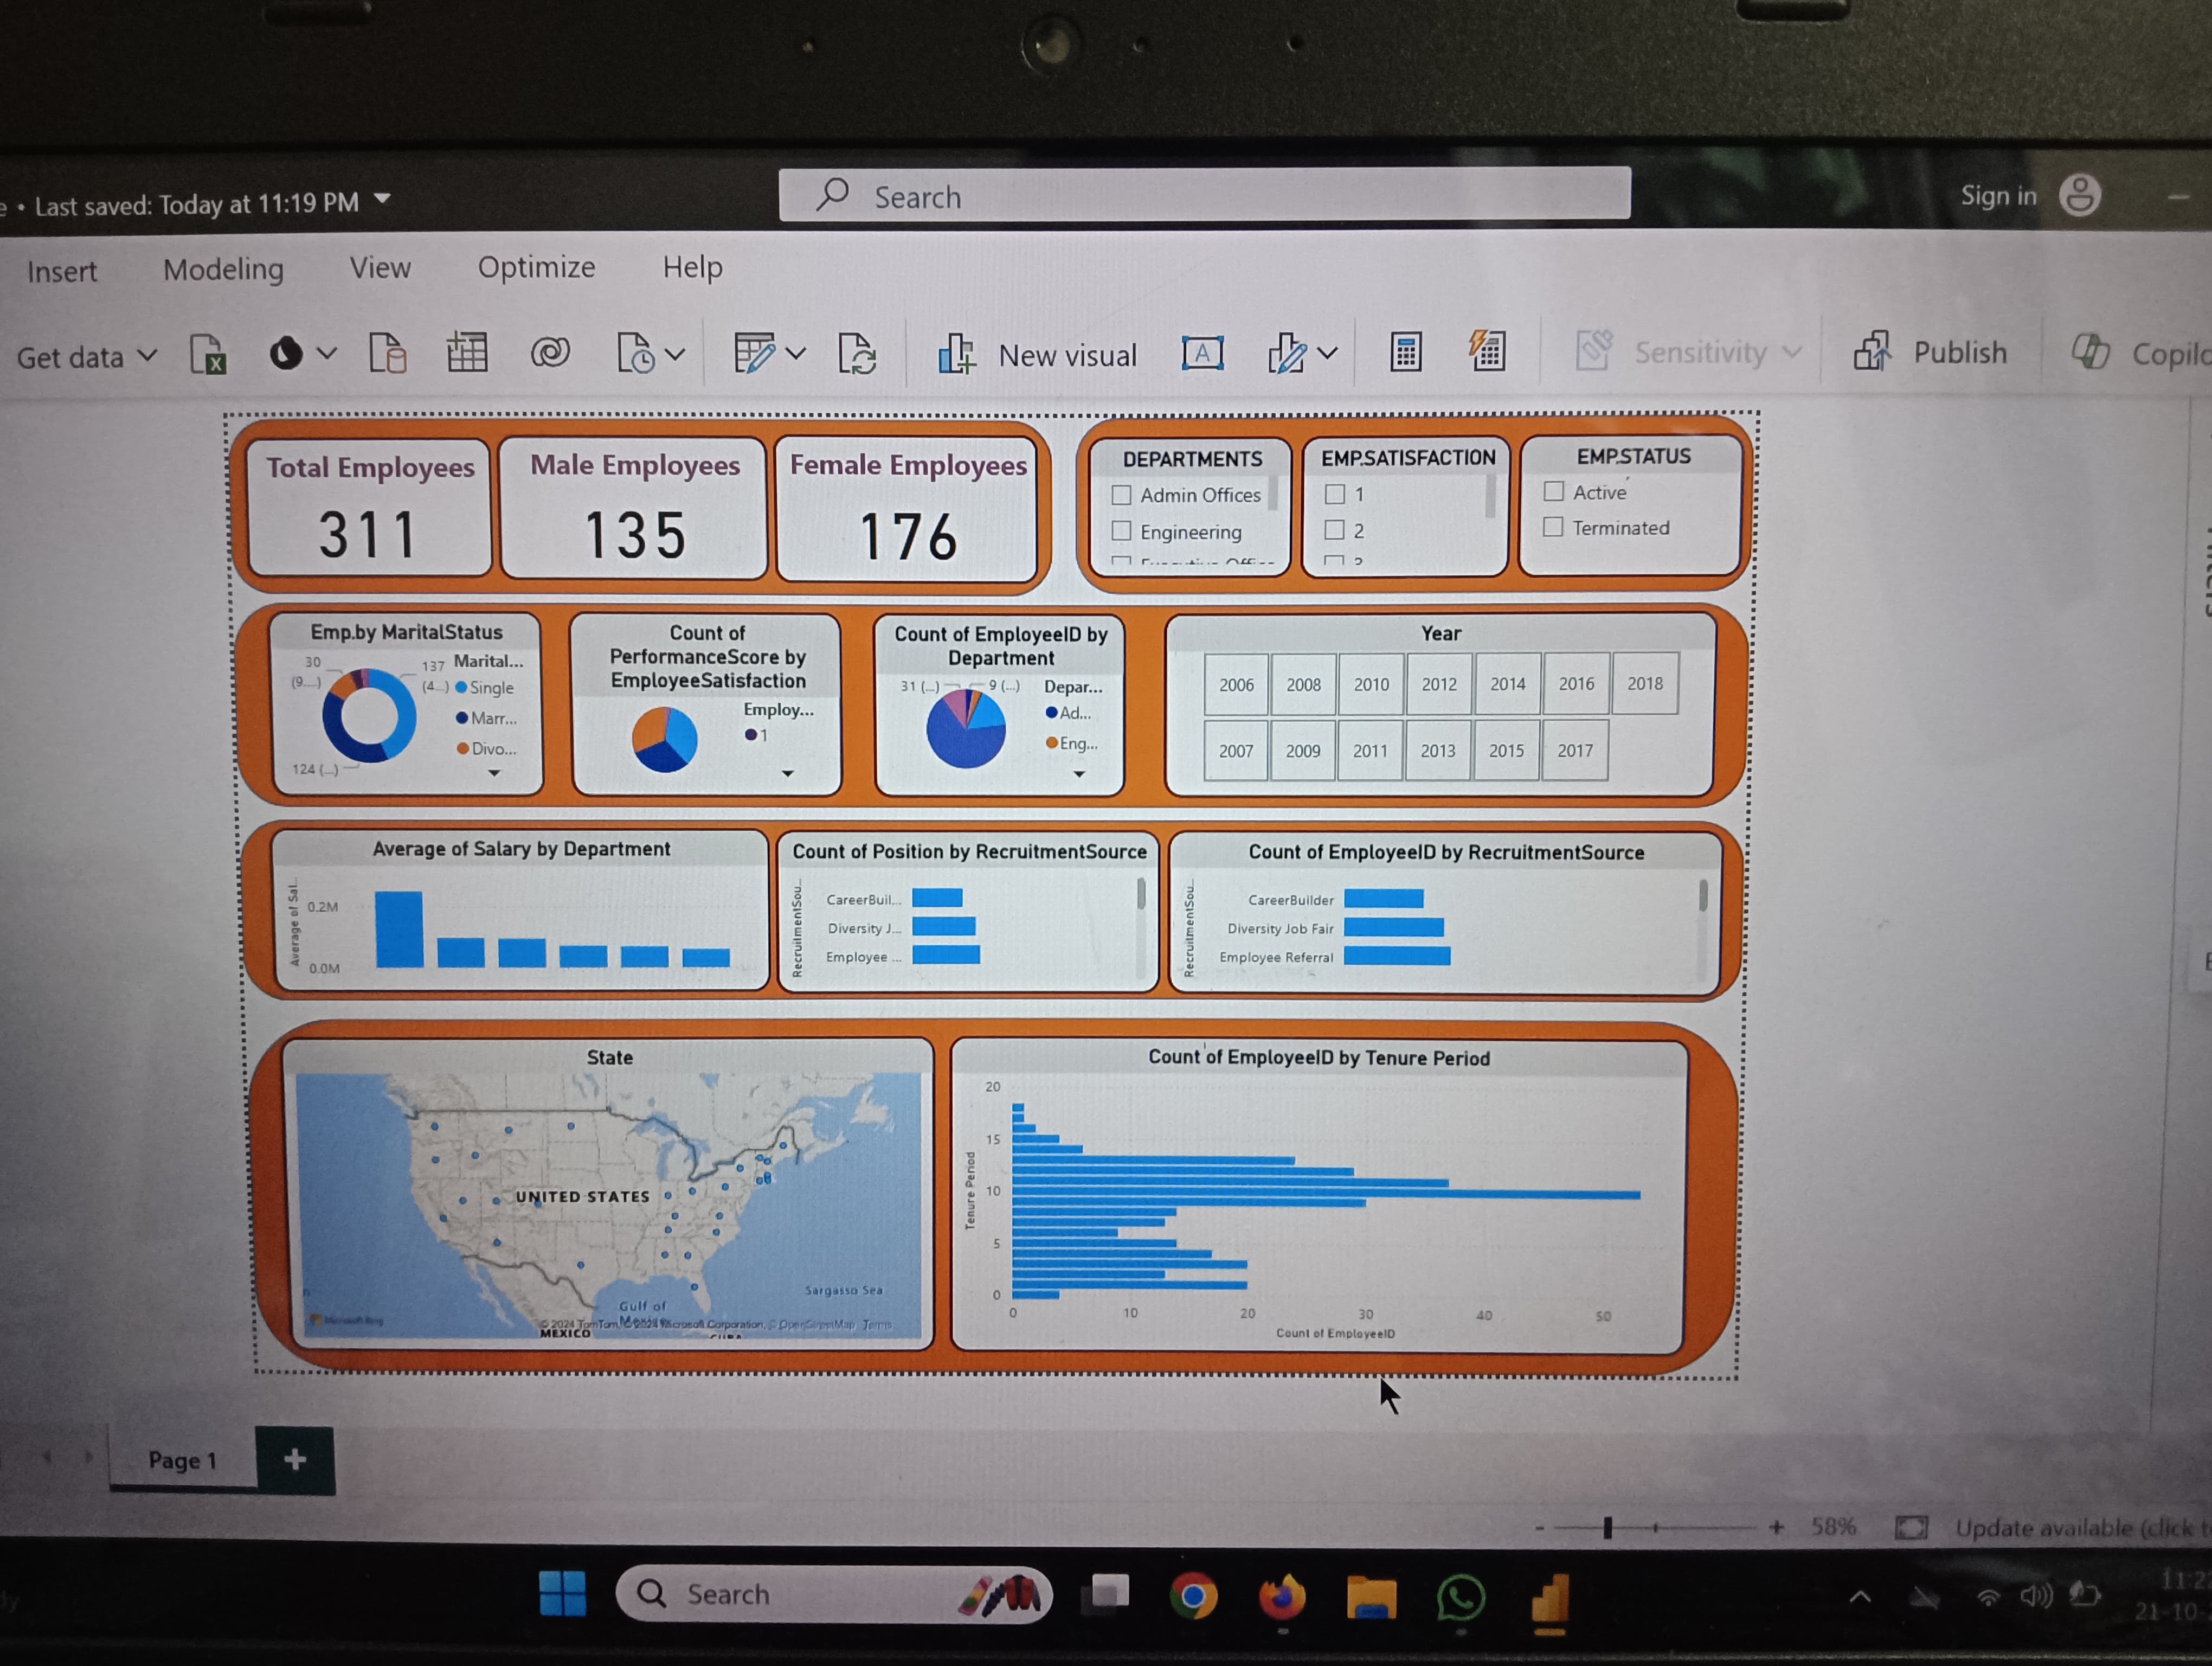 e • Last saved: Today at 11:19 PM
Search
Sign in
Insert Modeling View Optimize Help
Get data
New visual
A
Sensitivity
Publish
Copilo
Total Employees
311
Male Employees
135
Female Employees
176
DEPARTMENTS
Admin Offices
Engineering
EMP.SATISFACTION
1
2
EMP.STATUS
Active
Terminated
Emp.by MaritalStatus
30
(9...)
137
(4...)
124 (...)
Marital...
Single
Marr...
Divo...
Count of
PerformanceScore by
EmployeeSatisfaction
Employ...
1
Count of EmployeeID by
Department
31 (...)
9 (...)
Depar...
Ad...
Eng...
Year
2006 2008 2010 2012 2014 2016 2018
2007 2009 2011 2013 2015 2017
Average of Salary by Department
Average of Sal...
0.2M
0.0M
Count of Position by RecruitmentSource
RecruitmentSou...
CareerBuil...
Diversity J...
Employee ...
Count of EmployeeID by RecruitmentSource
RecruitmentSou...
CareerBuilder
Diversity Job Fair
Employee Referral
State
UNITED STATES
Sargasso Sea
Gulf of
MEXICO
Microsoft Bing
© 2024 TomTom, © 2024 Microsoft Corporation, © OpenStreetMap Terms
Count of EmployeeID by Tenure Period
Tenure Period
20
15
10
5
0
0 10 20 30 40 50
Count of EmployeeID
Page 1
58%
Update available (click t
Search
11:2
21-10-